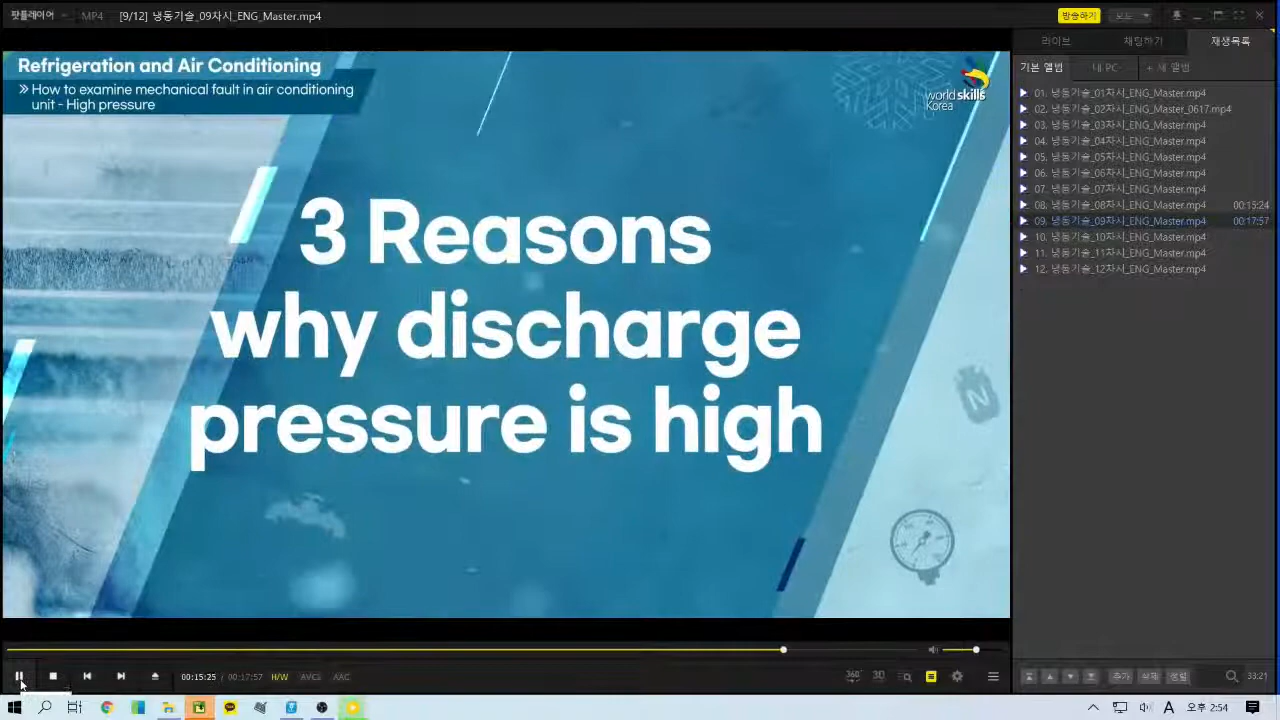 팟플레이어
MP4
[9/12] 냉동기술_09차시_ENG_Master.mp4
방송하기
라이브
채팅하기
재생목록
기본 앨범
내 PC
+ 새 앨범
Refrigeration and Air Conditioning
» How to examine mechanical fault in air conditioning
unit - High pressure
worldskills
Korea
3 Reasons
why discharge
pressure is high
N
01. 냉동기술_01차시_ENG_Master.mp4
02. 냉동기술_02차시_ENG_Master_0617.mp4
03. 냉동기술_03차시_ENG_Master.mp4
04. 냉동기술_04차시_ENG_Master.mp4
05. 냉동기술_05차시_ENG_Master.mp4
06. 냉동기술_06차시_ENG_Master.mp4
07. 냉동기술_07차시_ENG_Master.mp4
08. 냉동기술_08차시_ENG_Master.mp4 00:15:24
09. 냉동기술_09차시_ENG_Master.mp4 00:17:57
10. 냉동기술_10차시_ENG_Master.mp4
11. 냉동기술_11차시_ENG_Master.mp4
12. 냉동기술_12차시_ENG_Master.mp4
00:15:25 / 00:17:57 H/W AVC1 AAC
360° 3D
추가 삭제 정렬 33:21
A 오후 2:54